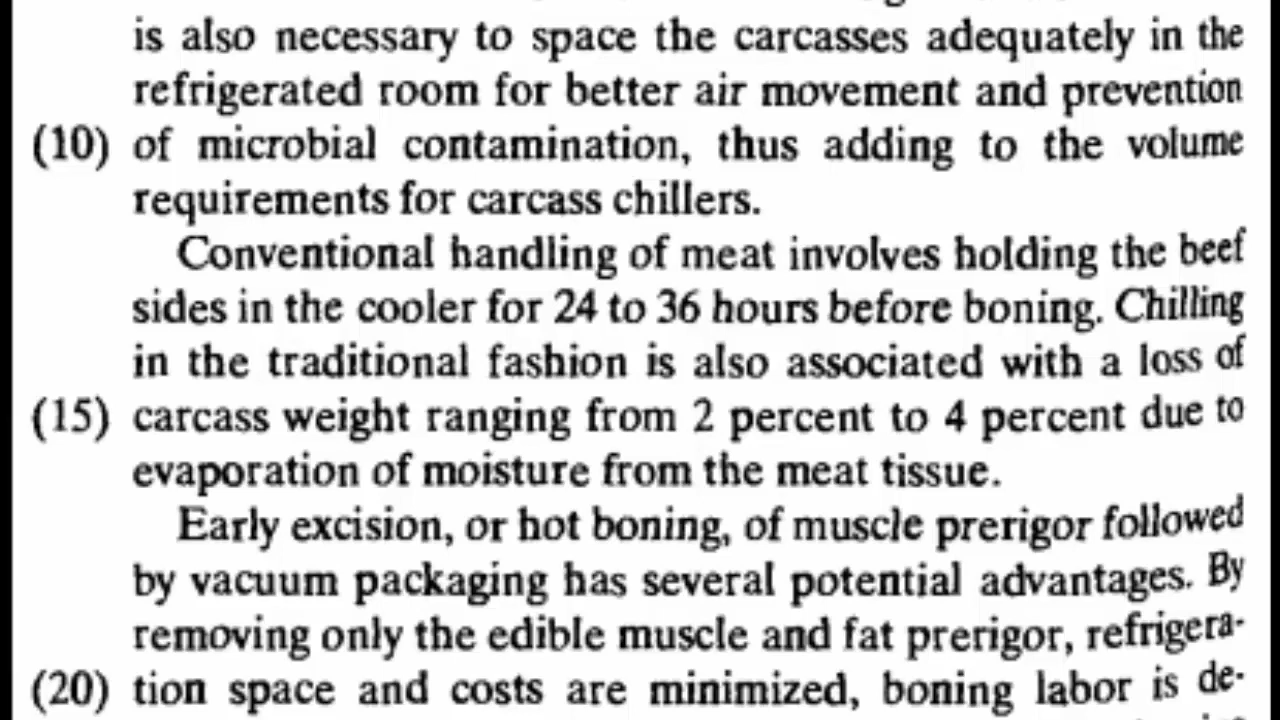 is also necessary to space the carcasses adequately in the
refrigerated room for better air movement and prevention
(10) of microbial contamination, thus adding to the volume
requirements for carcass chillers.
Conventional handling of meat involves holding the beef
sides in the cooler for 24 to 36 hours before boning. Chilling
in the traditional fashion is also associated with a loss of
(15) carcass weight ranging from 2 percent to 4 percent due to
evaporation of moisture from the meat tissue.
Early excision, or hot boning, of muscle prerigor followed
by vacuum packaging has several potential advantages. By
removing only the edible muscle and fat prerigor, refrigera-
(20) tion space and costs are minimized, boning labor is de-